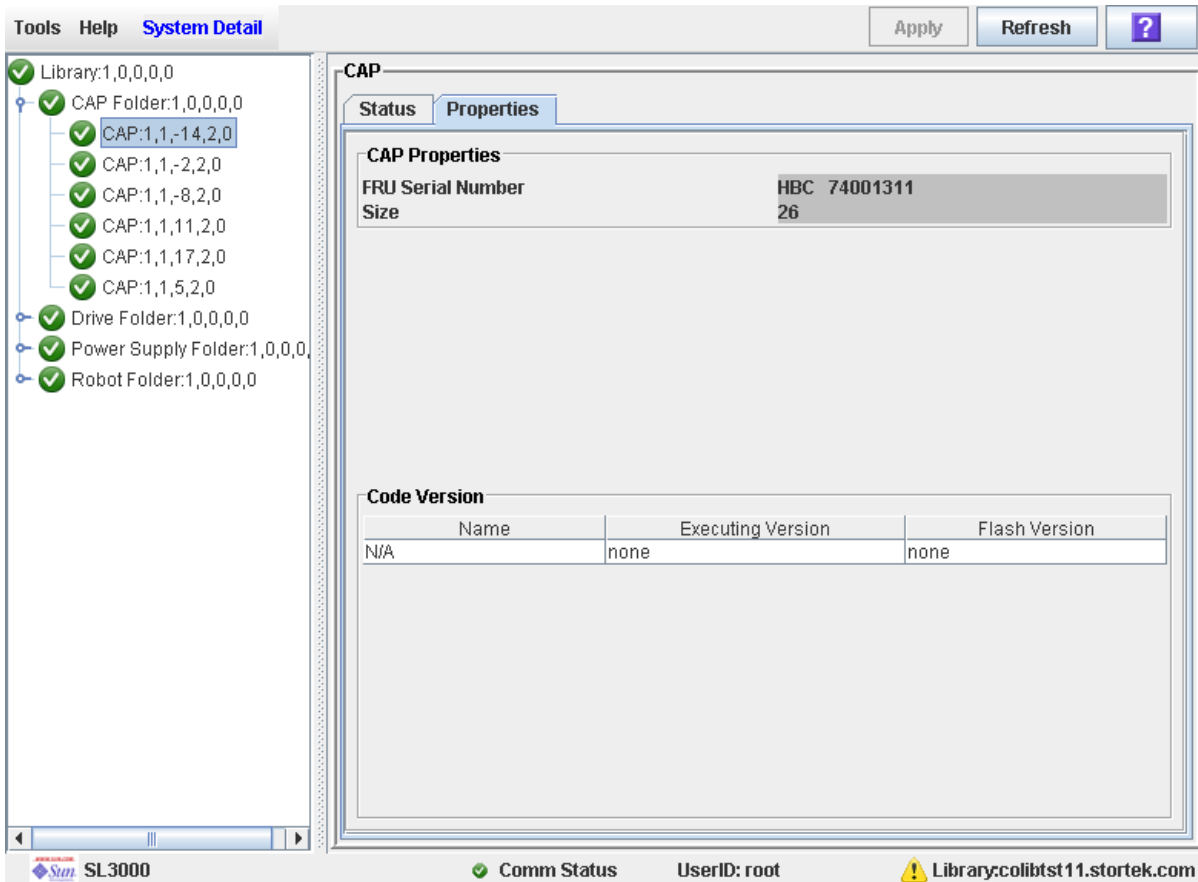 Tools Help System Detail Apply Refresh ?
Library:1,0,0,0,0
CAP Folder:1,0,0,0,0
CAP:1,1,-14,2,0
CAP:1,1,-2,2,0
CAP:1,1,-8,2,0
CAP:1,1,11,2,0
CAP:1,1,17,2,0
CAP:1,1,5,2,0
Drive Folder:1,0,0,0,0
Power Supply Folder:1,0,0,0,
Robot Folder:1,0,0,0,0
CAP
Status Properties
CAP Properties
FRU Serial Number HBC 74001311
Size 26
Code Version
Name Executing Version Flash Version
N/A none none
Sun SL3000 Comm Status UserID: root Library:colibtst11.stortek.com